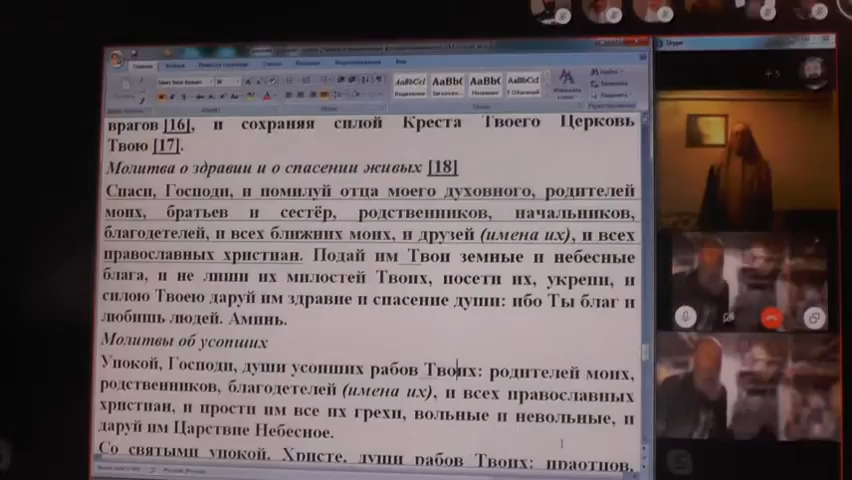 врагов [16], и сохраняя силой Креста Твоего Церковь
Твою [17].
Молитва о здравии и о спасении живых [18]
Спаси, Господи, и помилуй отца моего духовного, родителей
моих, братьев и сестёр, родственников, начальников,
благодетелей, и всех ближних моих, и друзей (имена их), и всех
православных христиан. Подай им Твои земные и небесные
блага, и не лиши их милостей Твоих, посети их, укрепи, и
силою Твоею даруй им здравие и спасение души: ибо Ты благ и
любишь людей. Аминь.
Молитвы об усопших
Упокой, Господи, души усопших рабов Твоих: родителей моих,
родственников, благодетелей (имена их), и всех православных
христиан, и прости им все их грехи, вольные и невольные, и
даруй им Царствие Небесное.
Со святыми упокой, Христе, души рабов Твоих: праотцов,